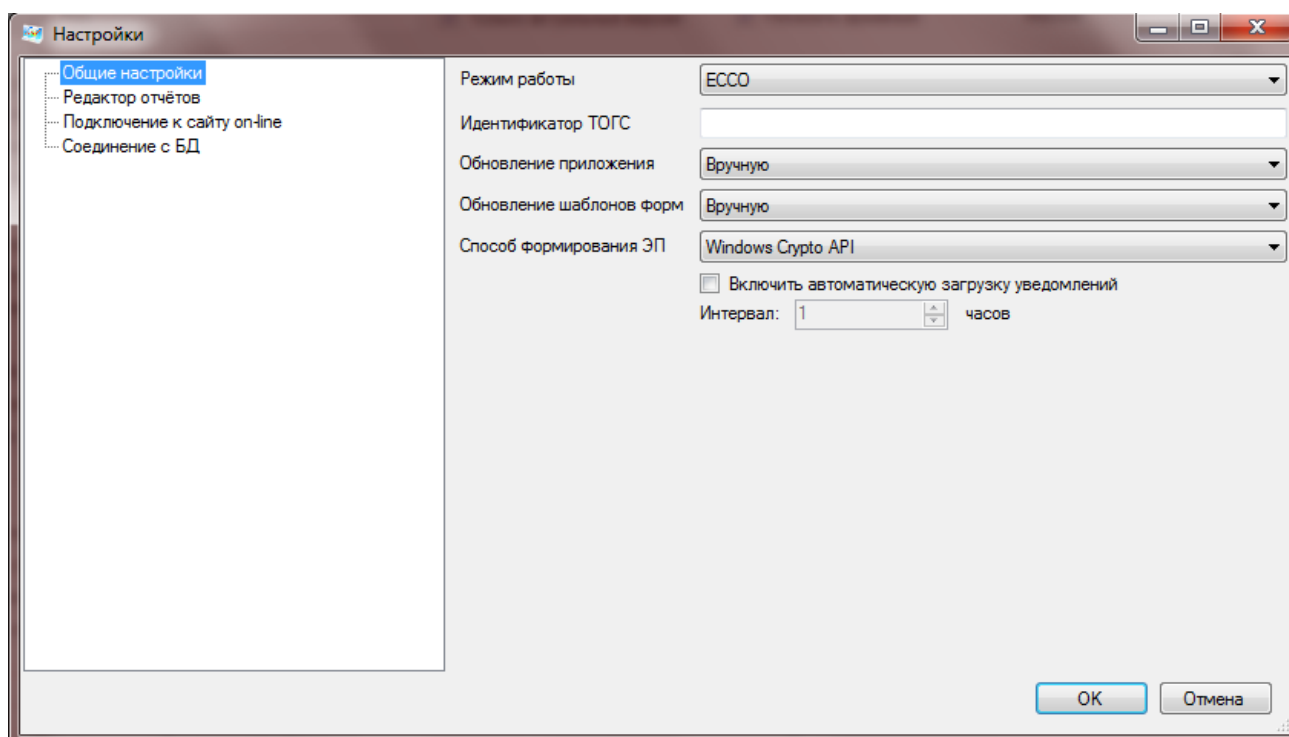 Настройки
Общие настройки
Редактор отчётов
Подключение к сайту on-line
Соединение с БД
Режим работы ЕССО
Идентификатор ТОГС
Обновление приложения Вручную
Обновление шаблонов форм Вручную
Способ формирования ЭП Windows Crypto API
Включить автоматическую загрузку уведомлений
Интервал: 1 часов
OK Отмена